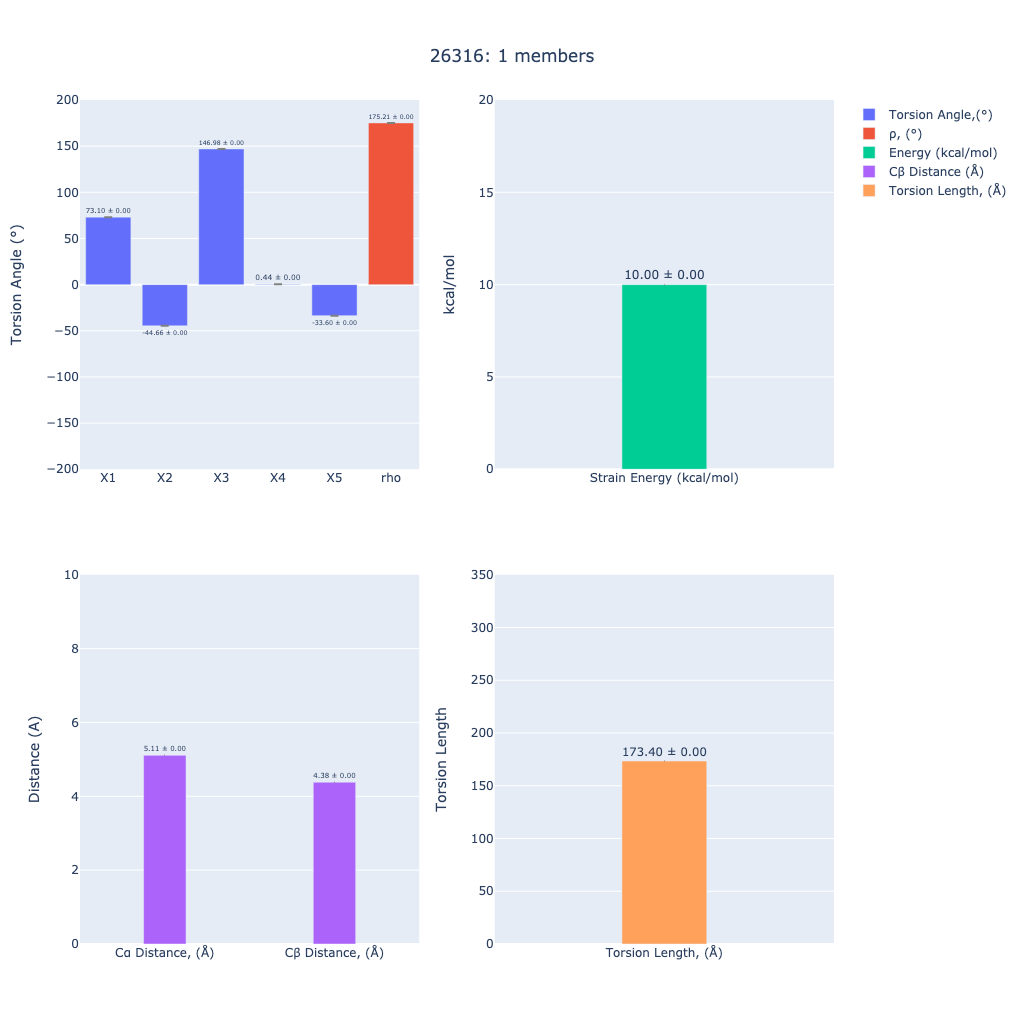 26316: 1 members
Torsion Angle (°)
200
150
100
50
0
−50
−100
−150
−200
73.10 ± 0.00
-44.66 ± 0.00
146.98 ± 0.00
0.44 ± 0.00
-33.60 ± 0.00
175.21 ± 0.00
X1 X2 X3 X4 X5 rho
kcal/mol
20
15
10
5
0
10.00 ± 0.00
Strain Energy (kcal/mol)
Torsion Angle,(°)
ρ, (°)
Energy (kcal/mol)
Cβ Distance (Å)
Torsion Length, (Å)
Distance (A)
10
8
6
4
2
0
5.11 ± 0.00
4.38 ± 0.00
Cα Distance, (Å) Cβ Distance, (Å)
Torsion Length
350
300
250
200
150
100
50
0
173.40 ± 0.00
Torsion Length, (Å)